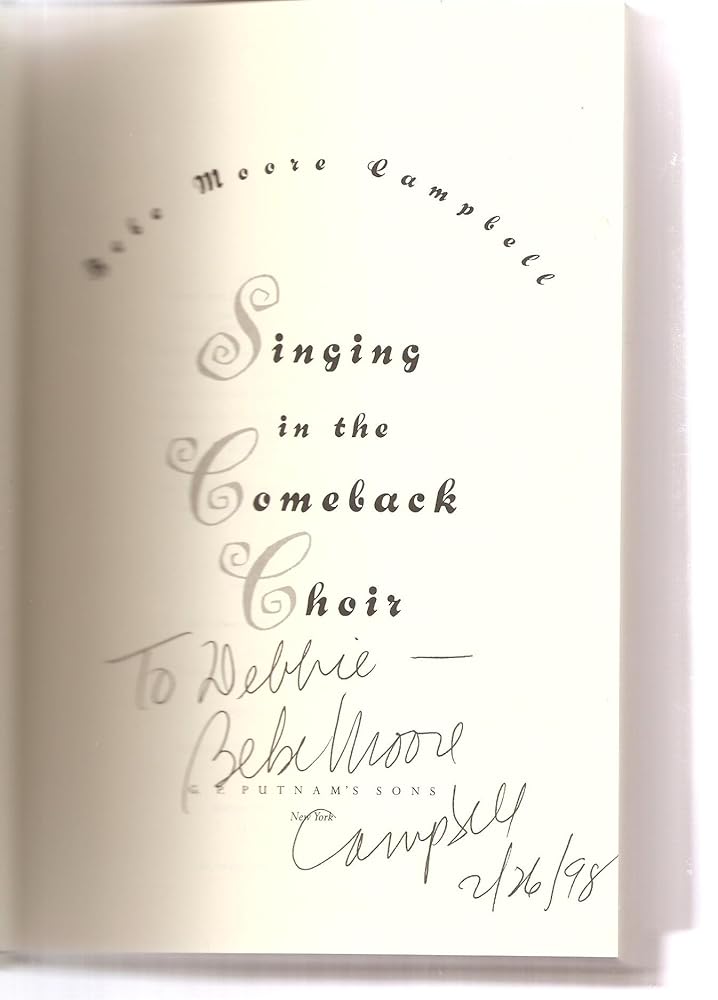 Bebe Moore Campbell
Singing
in the
Comeback
Choir
To Debbie —
Bebe Moore
G. P. PUTNAM'S SONS
New York
Campbell
2/26/98